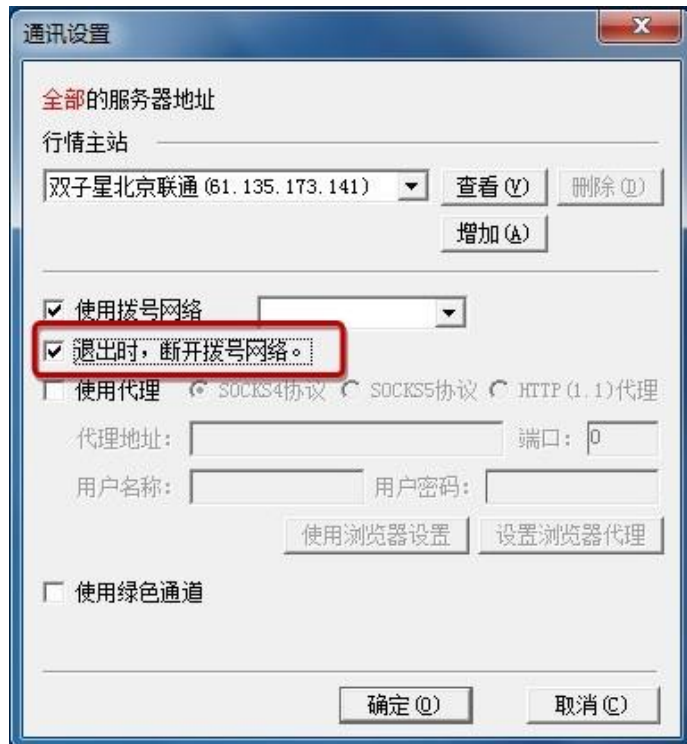 通讯设置
全部的服务器地址
行情主站
双子星北京联通(61.135.173.141) 查看(V) 删除(D)
增加(A)
使用拨号网络
退出时，断开拨号网络。
使用代理 SOCKS4协议 SOCKS5协议 HTTP(1.1)代理
代理地址： 端口： 0
用户名称： 用户密码：
使用浏览器设置 设置浏览器代理
使用绿色通道
确定(O) 取消(C)